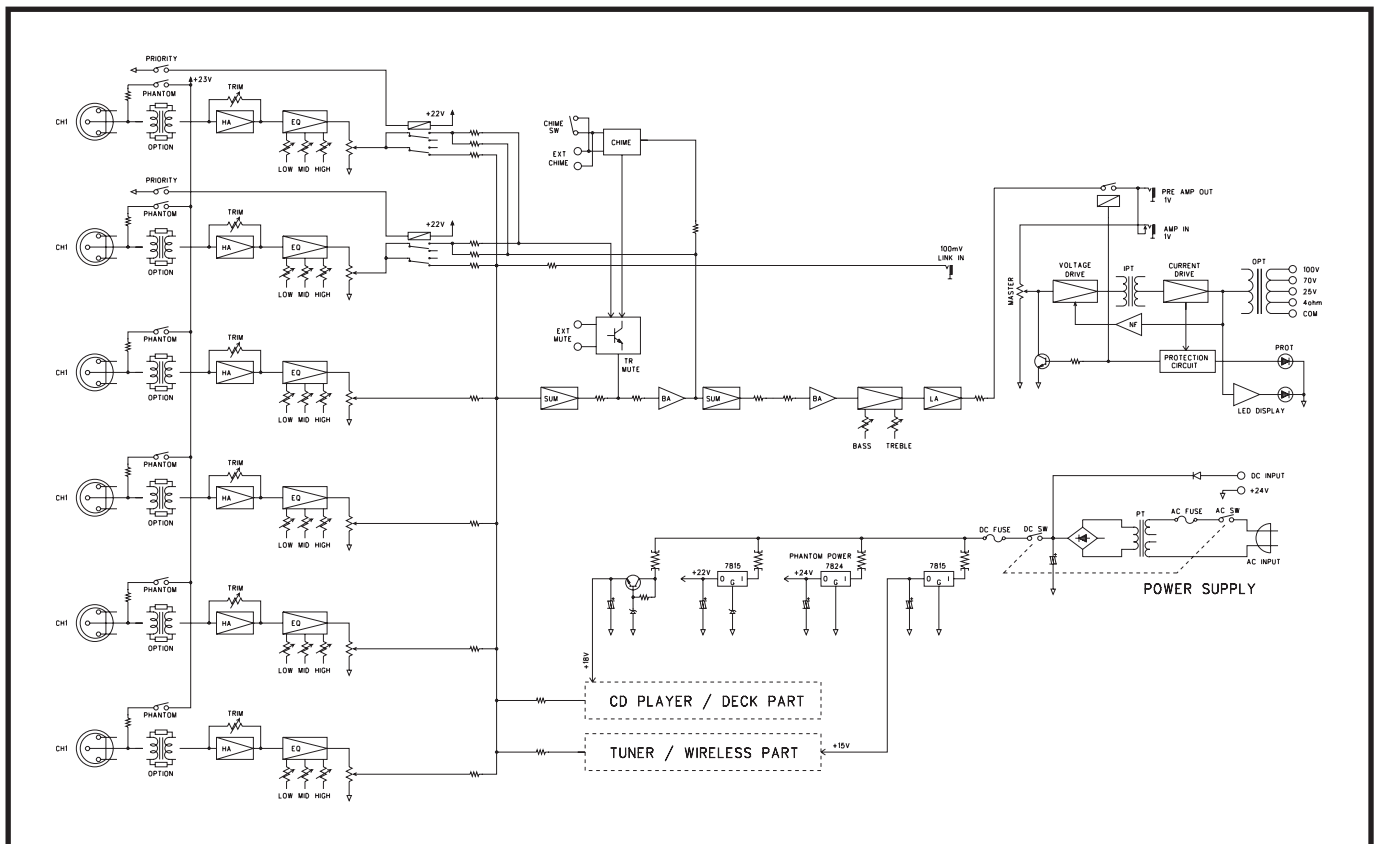 PRIORITY
+23V
PHANTOM
TRIM
CH1
HA
EQ
OPTION
LOW MID HIGH
+22V
PRIORITY
PHANTOM
TRIM
CH1
HA
EQ
OPTION
LOW MID HIGH
+22V
PHANTOM
TRIM
CH1
HA
EQ
OPTION
LOW MID HIGH
PHANTOM
TRIM
CH1
HA
EQ
OPTION
LOW MID HIGH
PHANTOM
TRIM
CH1
HA
EQ
OPTION
LOW MID HIGH
PHANTOM
TRIM
CH1
HA
EQ
OPTION
LOW MID HIGH
CHIME
SW
EXT
CHIME
CHIME
100mV
LINK IN
EXT
MUTE
TR
MUTE
SUM
BA
SUM
BA
LA
BASS
TREBLE
PRE AMP OUT
1V
AMP IN
1V
MASTER
VOLTAGE
DRIVE
IPT
CURRENT
DRIVE
OPT
100V
70V
25V
4ohm
COM
NF
PROTECTION
CIRCUIT
PROT
LED DISPLAY
DC INPUT
+24V
PT
AC FUSE
AC SW
DC FUSE
DC SW
AC INPUT
POWER SUPPLY
+22V
7815
O G I
PHANTOM POWER
+24V
7824
O G I
7815
O G I
+18V
CD PLAYER / DECK PART
TUNER / WIRELESS PART
+15V